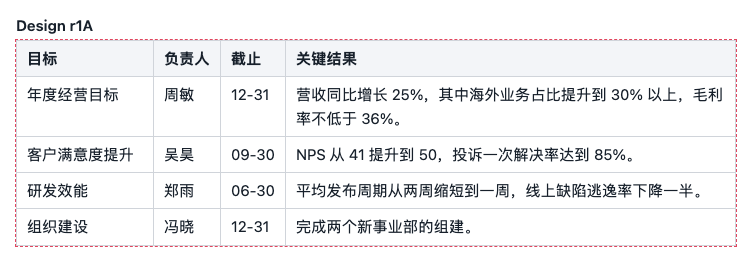 Design r1A
目标 负责人 截止 关键结果
年度经营目标 周敏 12-31 营收同比增长 25%，其中海外业务占比提升到 30% 以上，毛利
率不低于 36%。
客户满意度提升 吴昊 09-30 NPS 从 41 提升到 50，投诉一次解决率达到 85%。
研发效能 郑雨 06-30 平均发布周期从两周缩短到一周，线上缺陷逃逸率下降一半。
组织建设 冯晓 12-31 完成两个新事业部的组建。